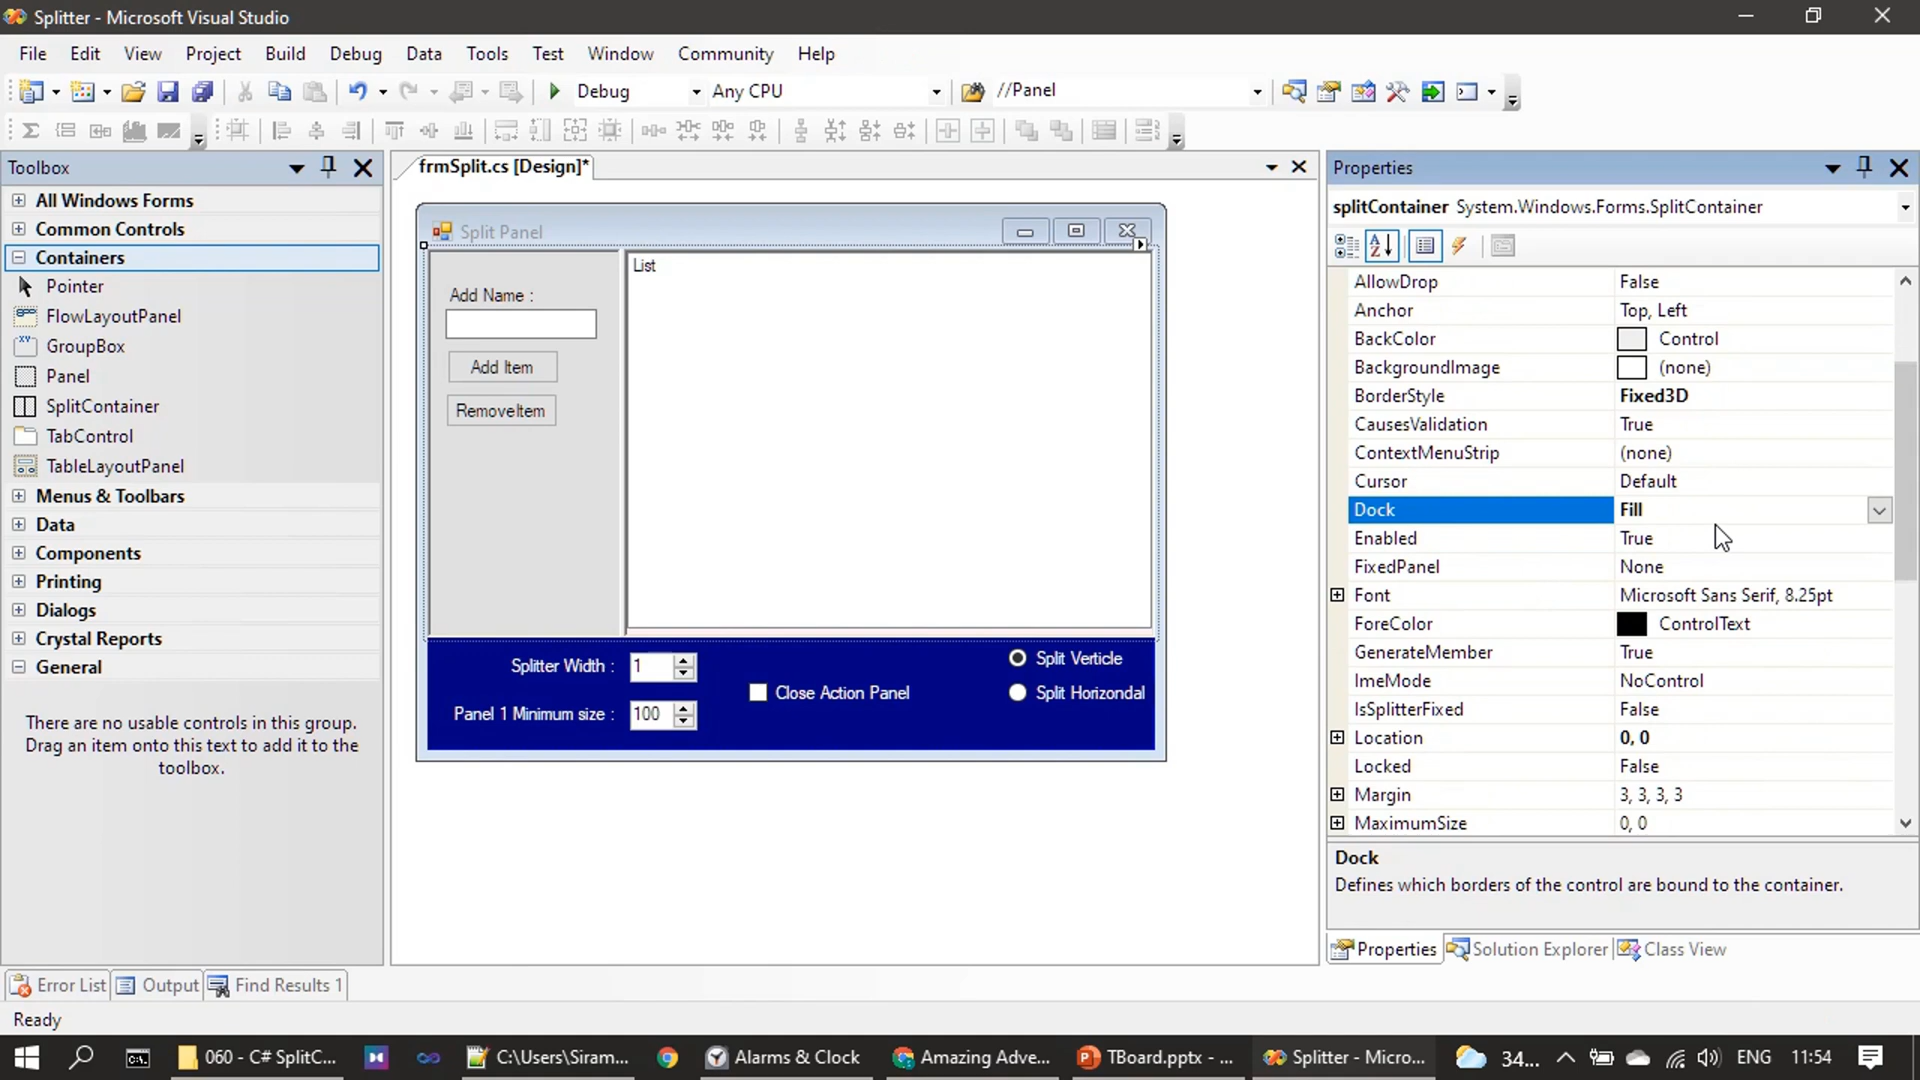 Splitter - Microsoft Visual Studio
File Edit View Project Build Debug Data Tools Test Window Community Help
Debug Any CPU //Panel
Toolbox
All Windows Forms
Common Controls
Containers
Pointer
FlowLayoutPanel
GroupBox
Panel
SplitContainer
TabControl
TableLayoutPanel
Menus & Toolbars
Data
Components
Printing
Dialogs
Crystal Reports
General
There are no usable controls in this group.
Drag an item onto this text to add it to the
toolbox.
frmSplit.cs [Design]*
Split Panel
List
Add Name :
Add Item
RemoveItem
Splitter Width : 1
Panel 1 Minimum size : 100
Close Action Panel
Split Verticle
Split Horizondal
Properties
splitContainer System.Windows.Forms.SplitContainer
AllowDrop False
Anchor Top, Left
BackColor Control
BackgroundImage (none)
BorderStyle Fixed3D
CausesValidation True
ContextMenuStrip (none)
Cursor Default
Dock Fill
Enabled True
FixedPanel None
Font Microsoft Sans Serif, 8.25pt
ForeColor ControlText
GenerateMember True
ImeMode NoControl
IsSplitterFixed False
Location 0, 0
Locked False
Margin 3, 3, 3, 3
MaximumSize 0, 0
Dock
Defines which borders of the control are bound to the container.
Properties Solution Explorer Class View
Error List Output Find Results 1
Ready
060 - C# SplitC... C:\Users\Siram... Alarms & Clock Amazing Adve... TBoard.pptx - ... Splitter - Micro... 34... ENG 11:54